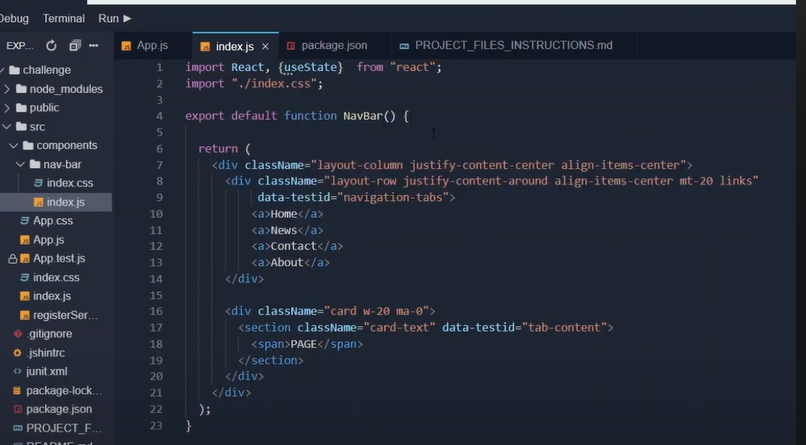 Debug Terminal Run ▶
EXP... ···
App.js index.js × package.json PROJECT_FILES_INSTRUCTIONS.md
challenge
node_modules
public
src
components
nav-bar
index.css
index.js
App.css
App.js
App.test.js
index.css
index.js
registerSer...
.gitignore
.jshintrc
junit.xml
package-lock...
package.json
PROJECT_F...
README.md
1 import React, {useState}  from "react";
2 import "./index.css";
3
4 export default function NavBar() {
5
6   return (
7     <div className="layout-column justify-content-center align-items-center">
8       <div className="layout-row justify-content-around align-items-center mt-20 links"
9            data-testid="navigation-tabs">
10           <a>Home</a>
11           <a>News</a>
12           <a>Contact</a>
13           <a>About</a>
14       </div>
15
16       <div className="card w-20 ma-0">
17         <section className="card-text" data-testid="tab-content">
18           <span>PAGE</span>
19         </section>
20       </div>
21     </div>
22   );
23 }